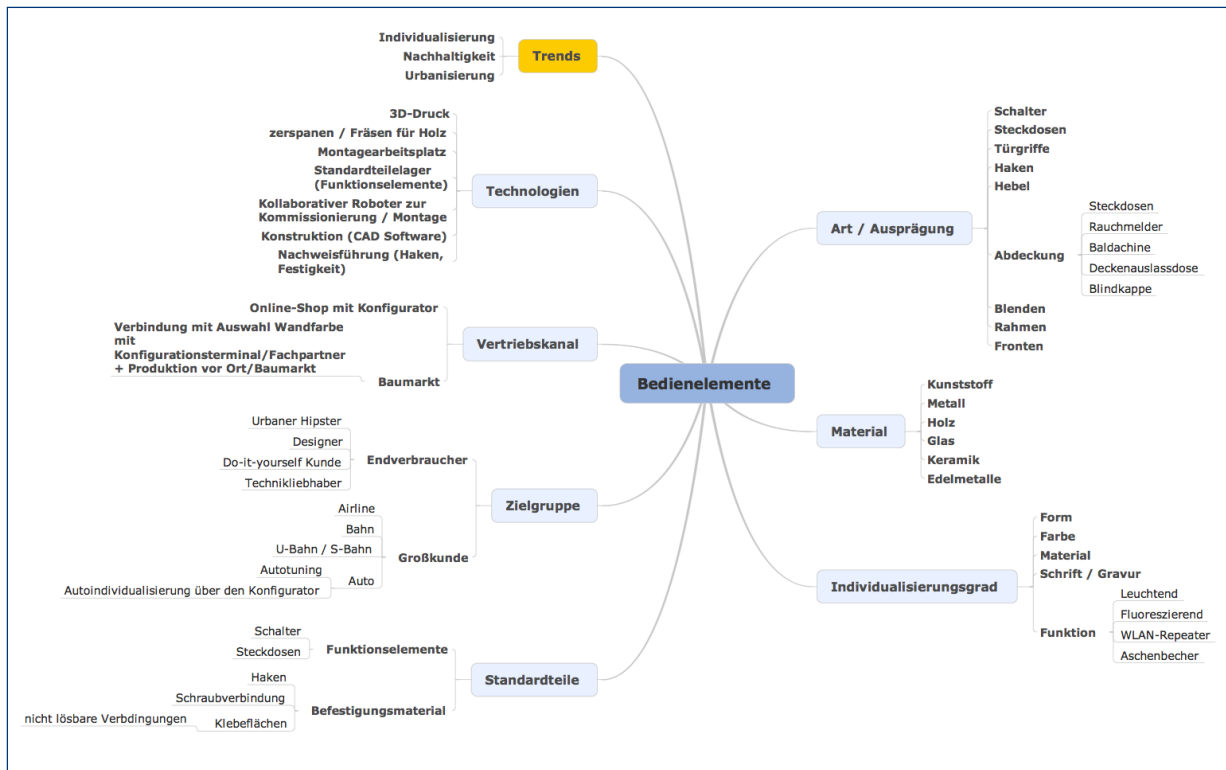 Bedienelemente
Trends
Individualisierung
Nachhaltigkeit
Urbanisierung
Technologien
3D-Druck
zerspanen / Fräsen für Holz
Montagearbeitsplatz
Standardteilelager
(Funktionselemente)
Kollaborativer Roboter zur
Kommissionierung / Montage
Konstruktion (CAD Software)
Nachweisführung (Haken,
Festigkeit)
Vertriebskanal
Online-Shop mit Konfigurator
Verbindung mit Auswahl Wandfarbe
mit
Konfigurationsterminal/Fachpartner
+ Produktion vor Ort/Baumarkt
Baumarkt
Zielgruppe
Endverbraucher
Urbaner Hipster
Designer
Do-it-yourself Kunde
Technikliebhaber
Großkunde
Airline
Bahn
U-Bahn / S-Bahn
Auto
Autotuning
Autoindividualisierung über den Konfigurator
Standardteile
Funktionselemente
Schalter
Steckdosen
Befestigungsmaterial
Haken
Schraubverbindung
Klebeflächen
nicht lösbare Verbdingungen
Art / Ausprägung
Schalter
Steckdosen
Türgriffe
Haken
Hebel
Abdeckung
Steckdosen
Rauchmelder
Baldachine
Deckenauslassdose
Blindkappe
Blenden
Rahmen
Fronten
Material
Kunststoff
Metall
Holz
Glas
Keramik
Edelmetalle
Individualisierungsgrad
Form
Farbe
Material
Schrift / Gravur
Funktion
Leuchtend
Fluoreszierend
WLAN-Repeater
Aschenbecher